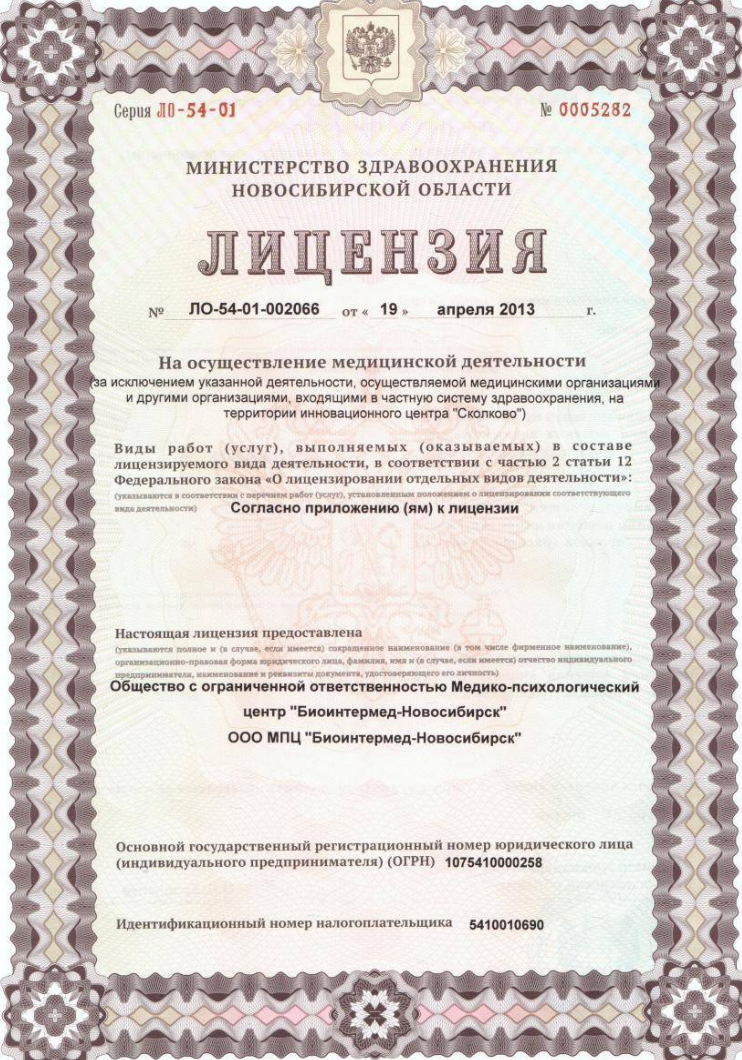 Серия ЛО-54-01 № 0005282
МИНИСТЕРСТВО ЗДРАВООХРАНЕНИЯ
НОВОСИБИРСКОЙ ОБЛАСТИ
ЛИЦЕНЗИЯ
№ ЛО-54-01-002066 от « 19 » апреля 2013 г.
На осуществление медицинской деятельности
(за исключением указанной деятельности, осуществляемой медицинскими организациями
и другими организациями, входящими в частную систему здравоохранения, на
территории инновационного центра "Сколково")
Виды работ (услуг), выполняемых (оказываемых) в составе
лицензируемого вида деятельности, в соответствии с частью 2 статьи 12
Федерального закона «О лицензировании отдельных видов деятельности»:
(указываются в соответствии с перечнем работ (услуг), установленным положением о лицензировании соответствующего
вида деятельности) Согласно приложению (ям) к лицензии
Настоящая лицензия предоставлена
(указываются полное и (в случае, если имеется) сокращенное наименование (в том числе фирменное наименование),
организационно-правовая форма юридического лица, фамилия, имя и (в случае, если имеется) отчество индивидуального
предпринимателя, наименование и реквизиты документа, удостоверяющего его личность)
Общество с ограниченной ответственностью Медико-психологический
центр "Биоинтермед-Новосибирск"
ООО МПЦ "Биоинтермед-Новосибирск"
Основной государственный регистрационный номер юридического лица
(индивидуального предпринимателя) (ОГРН) 1075410000258
Идентификационный номер налогоплательщика 5410010690